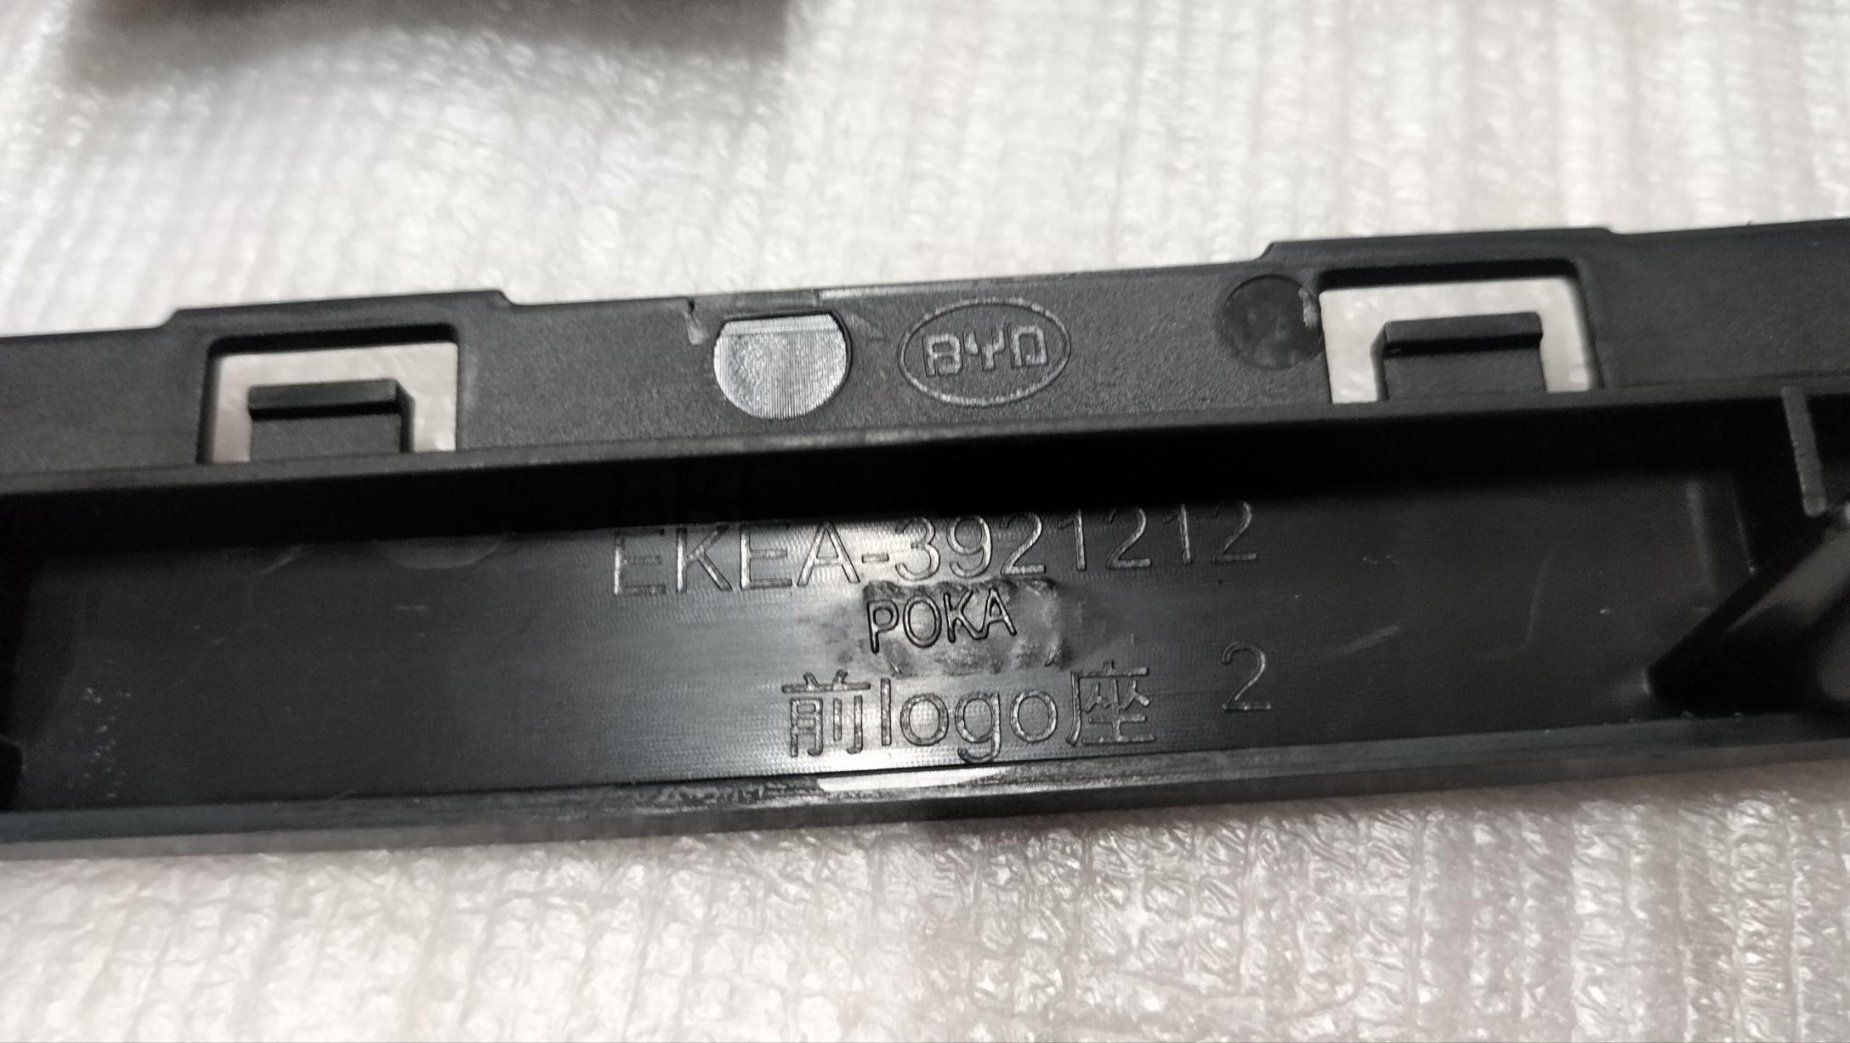 BYD
EKEA-3921212
POKA
前logo座 2